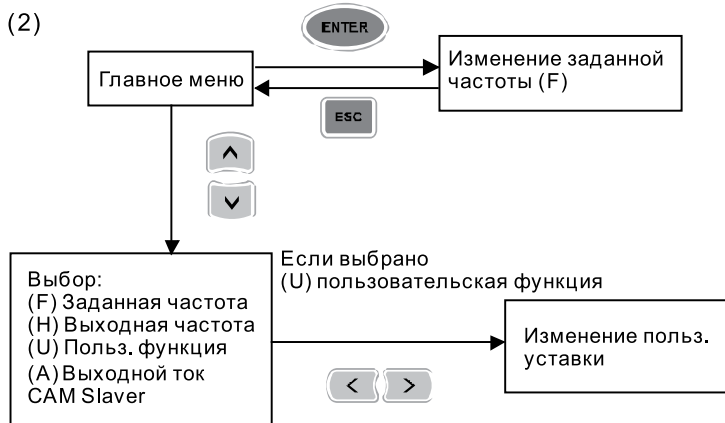 (2)
ENTER
Главное меню
Изменение заданной
частоты (F)
ESC
Выбор:
(F) Заданная частота
(H) Выходная частота
(U) Польз. функция
(A) Выходной ток
CAM Slaver
Если выбрано
(U) пользовательская функция
Изменение польз.
уставки